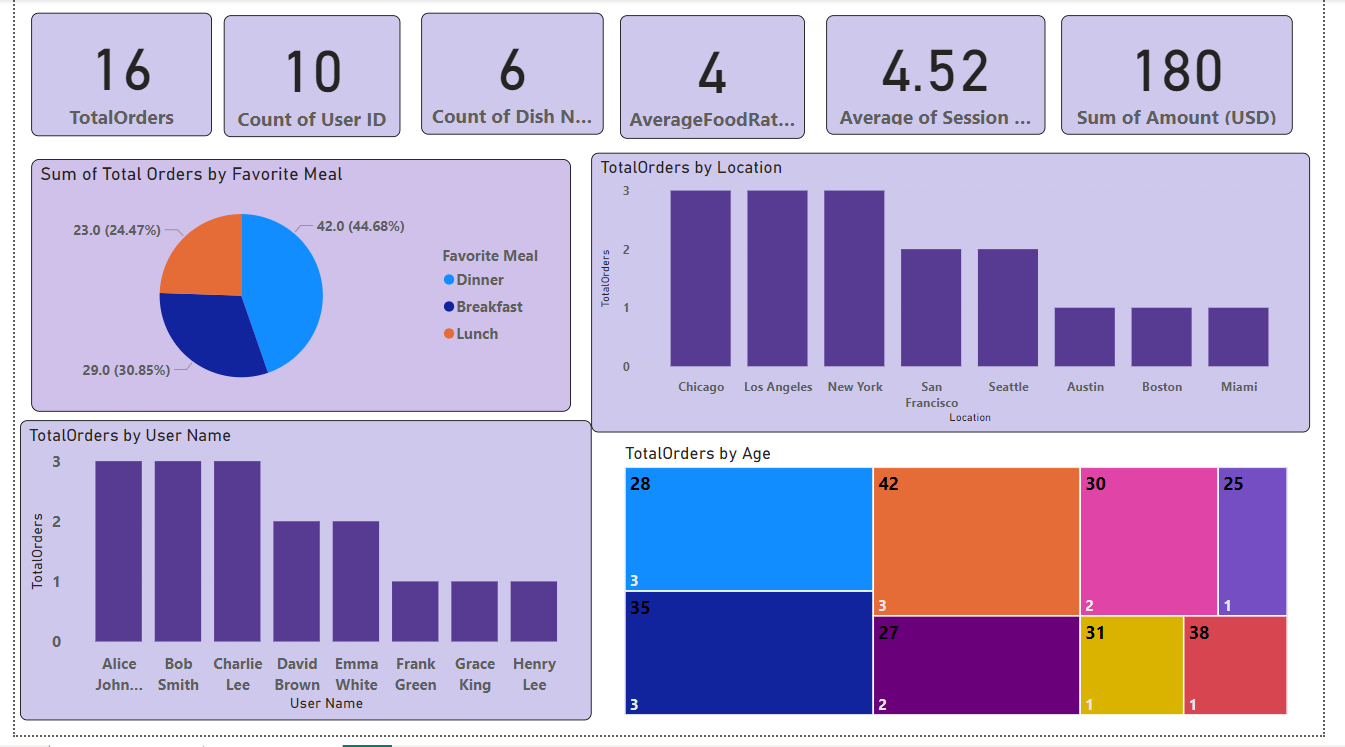 16
TotalOrders
10
Count of User ID
6
Count of Dish N...
4
AverageFoodRat...
4.52
Average of Session ...
180
Sum of Amount (USD)
Sum of Total Orders by Favorite Meal
23.0 (24.47%)
42.0 (44.68%)
29.0 (30.85%)
Favorite Meal
Dinner
Breakfast
Lunch
TotalOrders by Location
TotalOrders
3
2
1
0
Chicago
Los Angeles
New York
San
Francisco
Seattle
Austin
Boston
Miami
Location
TotalOrders by User Name
TotalOrders
3
2
1
0
Alice
John...
Bob
Smith
Charlie
Lee
David
Brown
Emma
White
Frank
Green
Grace
King
Henry
Lee
User Name
TotalOrders by Age
28
3
35
3
42
3
27
2
30
2
25
1
31
1
38
1